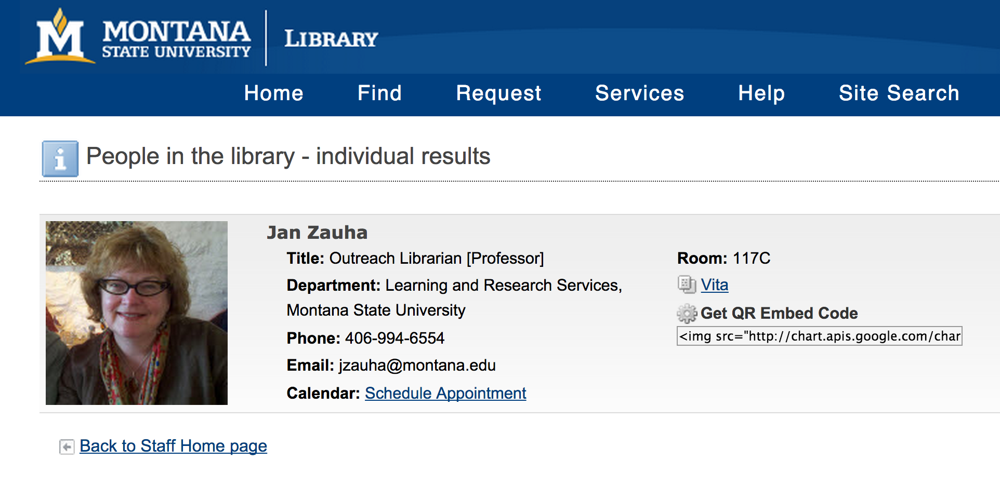 MONTANA
STATE UNIVERSITY
LIBRARY
Home Find Request Services Help Site Search
People in the library - individual results
Jan Zauha
Title: Outreach Librarian [Professor]
Department: Learning and Research Services,
Montana State University
Phone: 406-994-6554
Email: jzauha@montana.edu
Calendar: Schedule Appointment
Room: 117C
Vita
Get QR Embed Code
<img src="http://chart.apis.google.com/char
Back to Staff Home page